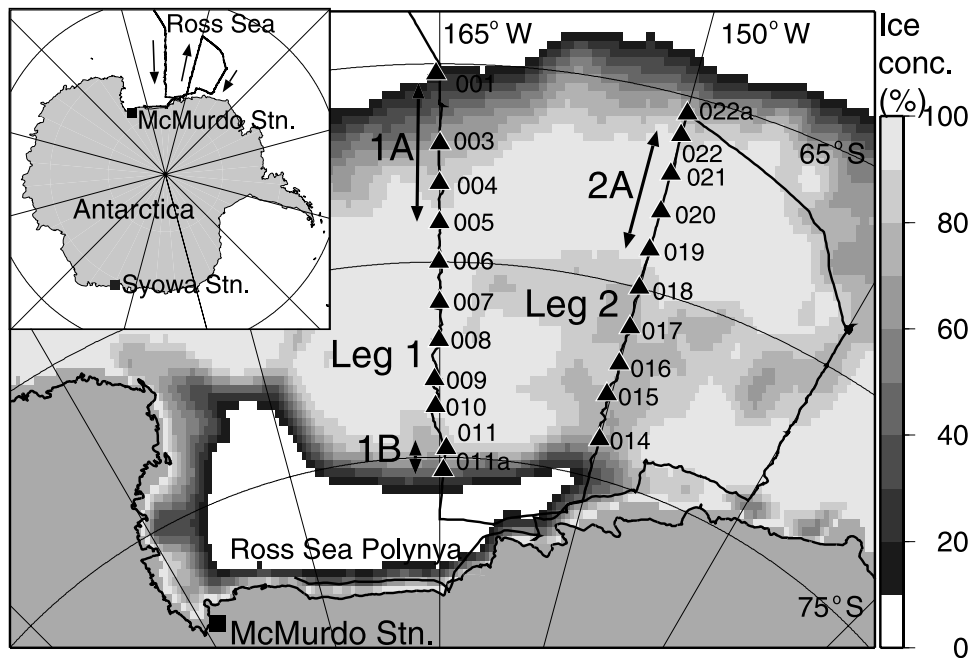 Ross Sea
McMurdo Stn.
Antarctica
Syowa Stn.
165° W
150° W
Ice
conc.
(%)
100
80
60
40
20
0
65°S
75°S
001
1A
003
004
005
006
007
008
Leg 1
009
010
011
1B
011a
022a
022
021
2A
020
019
018
Leg 2
017
016
015
014
Ross Sea Polynya
McMurdo Stn.